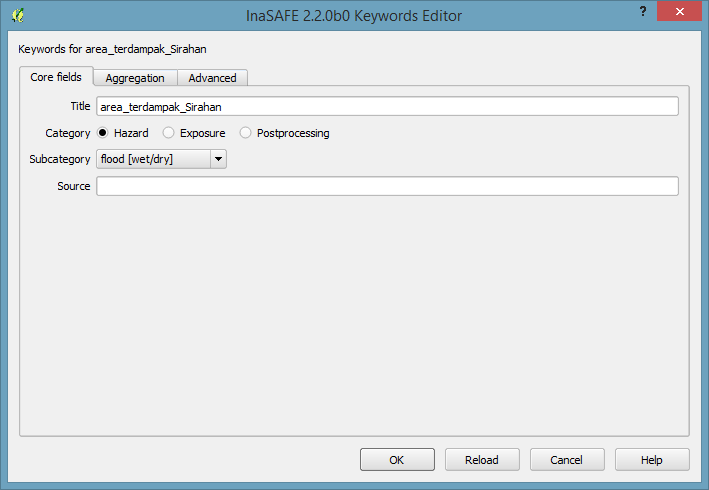 InaSAFE 2.2.0b0 Keywords Editor
?
Keywords for area_terdampak_Sirahan
Core fields Aggregation Advanced
Title area_terdampak_Sirahan
Category Hazard Exposure Postprocessing
Subcategory flood [wet/dry]
Source
OK Reload Cancel Help